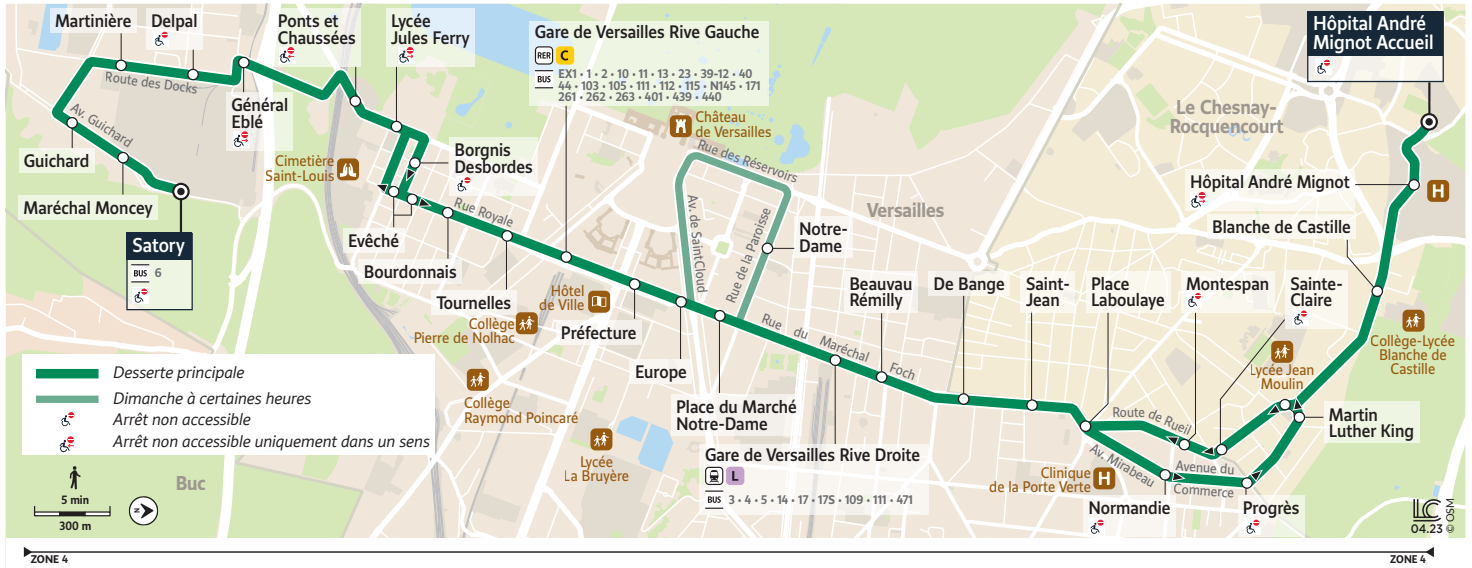 Martinière
Delpal
Ponts et
Chaussées
Lycée
Jules Ferry
Gare de Versailles Rive Gauche
RER C
BUS EX1 • 1 • 2 • 10 • 11 • 13 • 23 • 39-12 • 40
44 • 103 • 105 • 111 • 112 • 115 • N145 • 171
261 • 262 • 263 • 401 • 439 • 440
Hôpital André
Mignot Accueil
Route des Docks
Général
Eblé
Av. Guichard
Guichard
Maréchal Moncey
Satory
BUS 6
Cimetière
Saint-Louis
Borgnis
Desbordes
Evêché
Bourdonnais
Rue Royale
Tournelles
Château
de Versailles
Rue des Réservoirs
Av. de SaintCloud
Rue de la Paroisse
Notre-
Dame
Versailles
Le Chesnay-
Rocquencourt
Hôpital André Mignot
H
Blanche de Castille
Hôtel
de Ville
Collège
Pierre de Nolhac
Préfecture
Europe
Place du Marché
Notre-Dame
Rue du Maréchal Foch
Beauvau
Rémilly
De Bange
Saint-
Jean
Place
Laboulaye
Montespan
Sainte-
Claire
Collège-Lycée
Blanche de
Castille
Lycée Jean
Moulin
Martin
Luther King
Route de Rueil
Av. Mirabeau
Avenue du
Commerce
Clinique
de la Porte Verte
H
Normandie
Progrès
Gare de Versailles Rive Droite
L
BUS 3 • 4 • 5 • 14 • 17 • 17S • 109 • 111 • 471
Collège
Raymond Poincaré
Lycée
La Bruyère
Desserte principale
Dimanche à certaines heures
Arrêt non accessible
Arrêt non accessible uniquement dans un sens
Buc
5 min
300 m
N
LC
04.23 © OSM
ZONE 4
ZONE 4